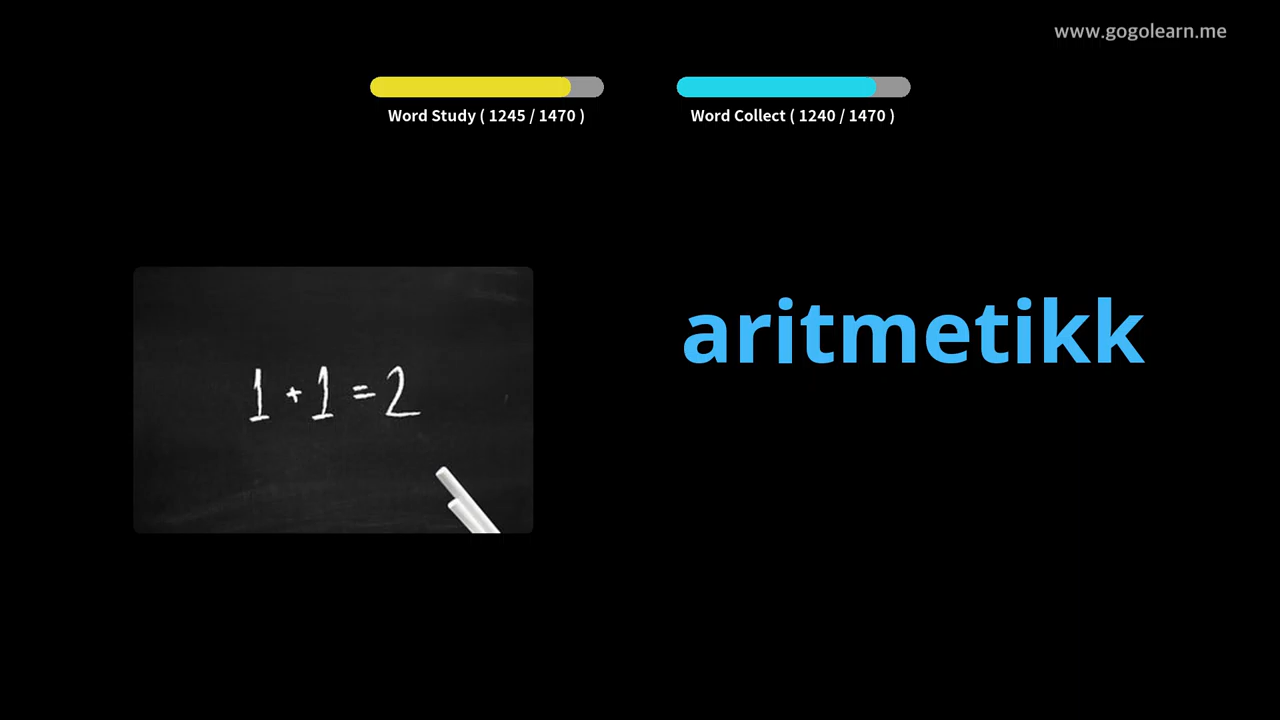 www.gogolearn.me
Word Study ( 1245 / 1470 )
Word Collect ( 1240 / 1470 )
aritmetikk
1 + 1 = 2